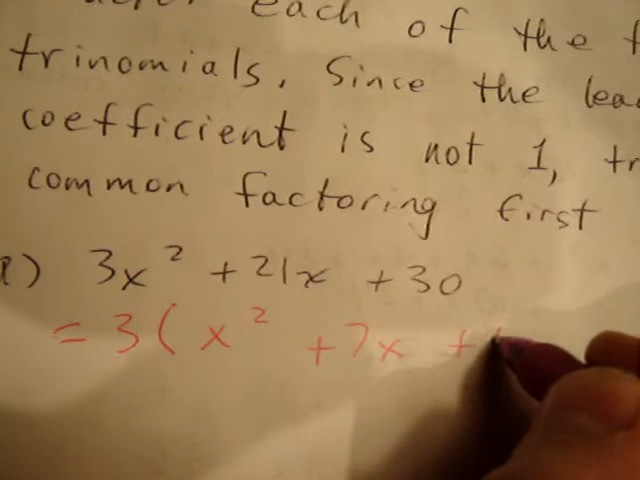 each of the
trinomials. Since the
coefficient is not 1,
common factoring first
) 3x² + 21x + 30
= 3 ( x² + 7x +